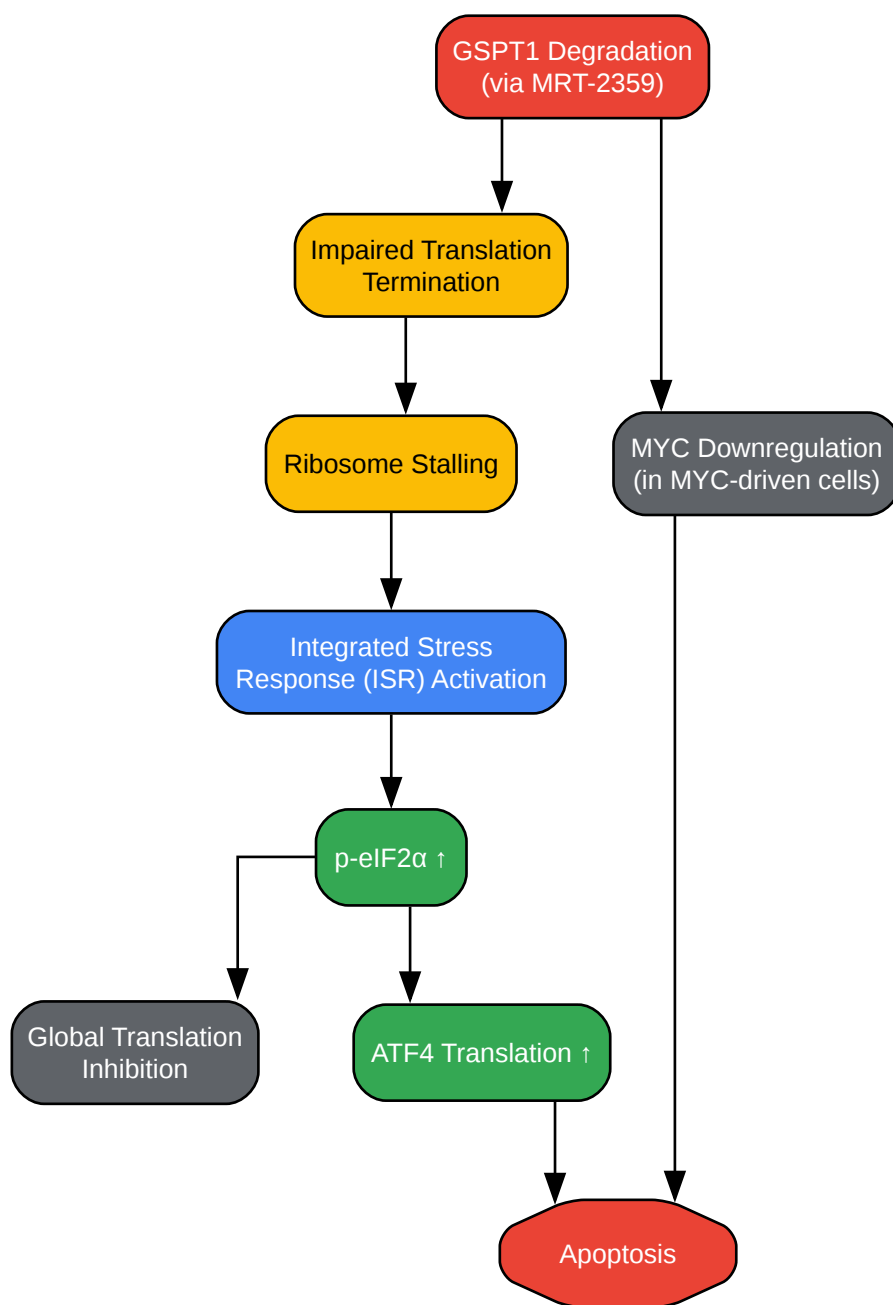 GSPT1 Degradation
(via MRT-2359)
Impaired Translation
Termination
Ribosome Stalling
MYC Downregulation
(in MYC-driven cells)
Integrated Stress
Response (ISR) Activation
p-eIF2α ↑
Global Translation
Inhibition
ATF4 Translation ↑
Apoptosis